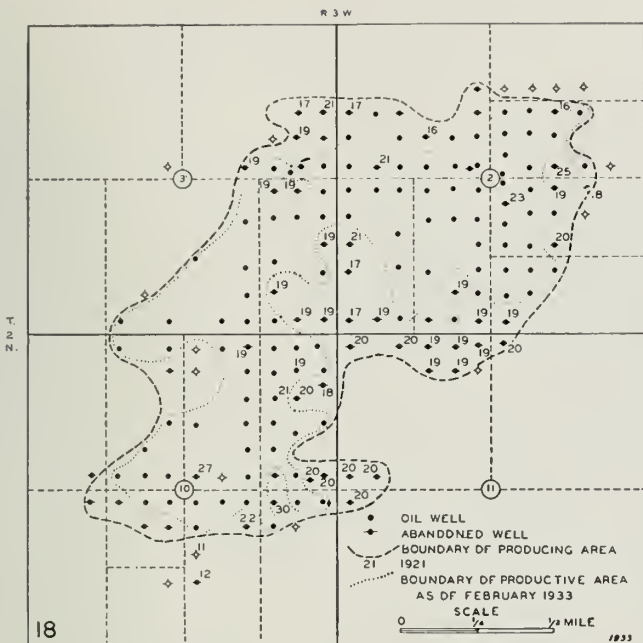 R 3 W
17 21 17
16
16
19
19
21
25
3
2
19
19
19
8
23
19 21
20
17
19
19
19 19 17 19
19 19
T.
2
N.
19
20 20 19 19 19 20
19 19
21 20 18
27
20 20 20
20
10
11
30
20
22
OIL WELL
ABANDONED WELL
BOUNDARY OF PRODUCING AREA
11
21 1921
12
BOUNDARY OF PRODUCTIVE AREA
AS OF FEBRUARY 1933
SCALE
0 1/4 1/2 MILE
18
1933